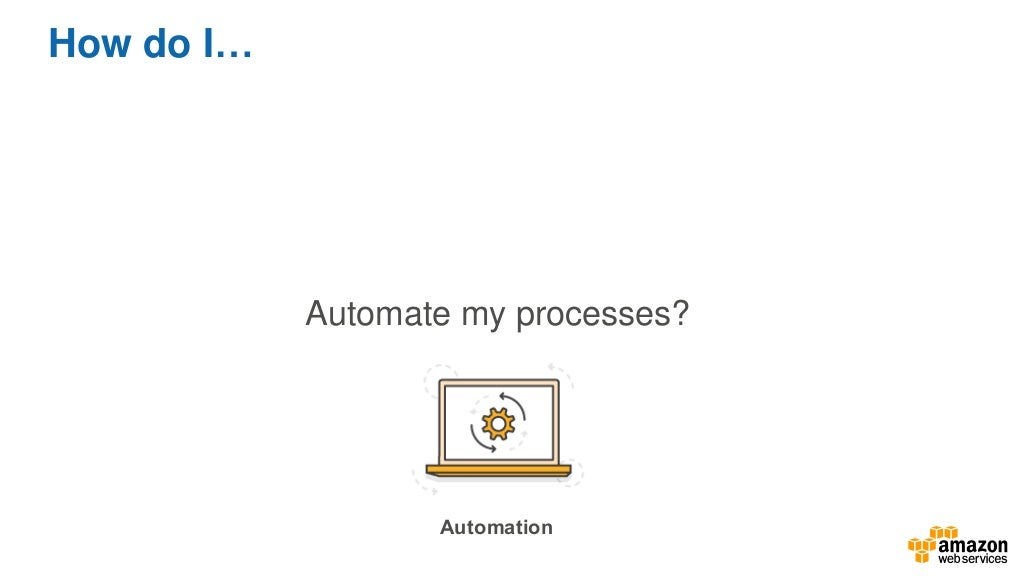 How do I…
Automate my processes?
Automation
amazon
webservices